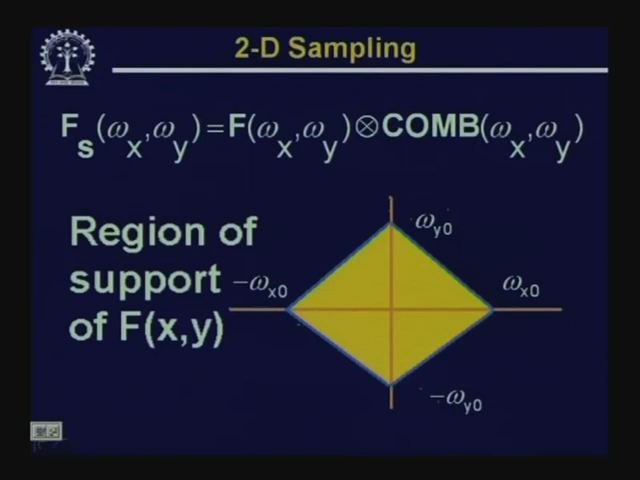 2-D Sampling
Fs(ωx,ωy)=F(ωx,ωy)⊗COMB(ωx,ωy)
Region of
support
of F(x,y)
ωy0
−ωx0
ωx0
−ωy0